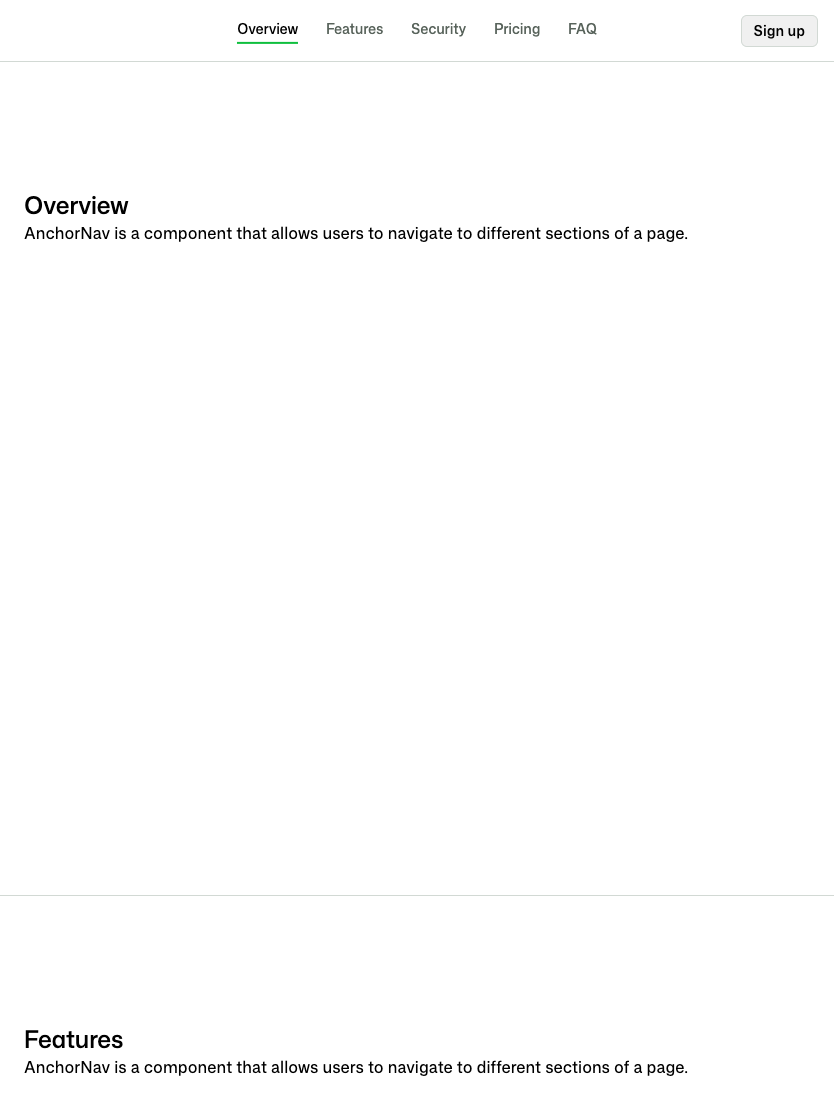 Overview Features Security Pricing FAQ Sign up
Overview
AnchorNav is a component that allows users to navigate to different sections of a page.
Features
AnchorNav is a component that allows users to navigate to different sections of a page.